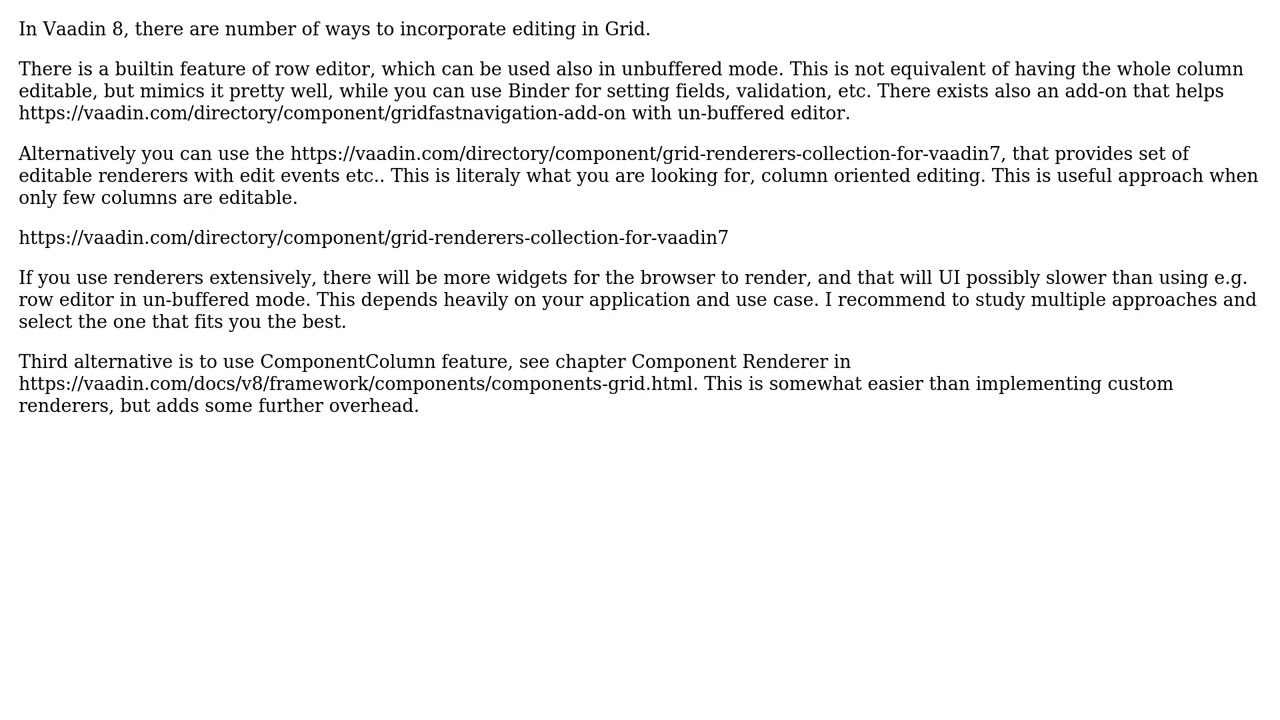 In Vaadin 8, there are number of ways to incorporate editing in Grid.
There is a builtin feature of row editor, which can be used also in unbuffered mode. This is not equivalent of having the whole column
editable, but mimics it pretty well, while you can use Binder for setting fields, validation, etc. There exists also an add-on that helps
https://vaadin.com/directory/component/gridfastnavigation-add-on with un-buffered editor.
Alternatively you can use the https://vaadin.com/directory/component/grid-renderers-collection-for-vaadin7, that provides set of
editable renderers with edit events etc.. This is literaly what you are looking for, column oriented editing. This is useful approach when
only few columns are editable.
https://vaadin.com/directory/component/grid-renderers-collection-for-vaadin7
If you use renderers extensively, there will be more widgets for the browser to render, and that will UI possibly slower than using e.g.
row editor in un-buffered mode. This depends heavily on your application and use case. I recommend to study multiple approaches and
select the one that fits you the best.
Third alternative is to use ComponentColumn feature, see chapter Component Renderer in
https://vaadin.com/docs/v8/framework/components/components-grid.html. This is somewhat easier than implementing custom
renderers, but adds some further overhead.